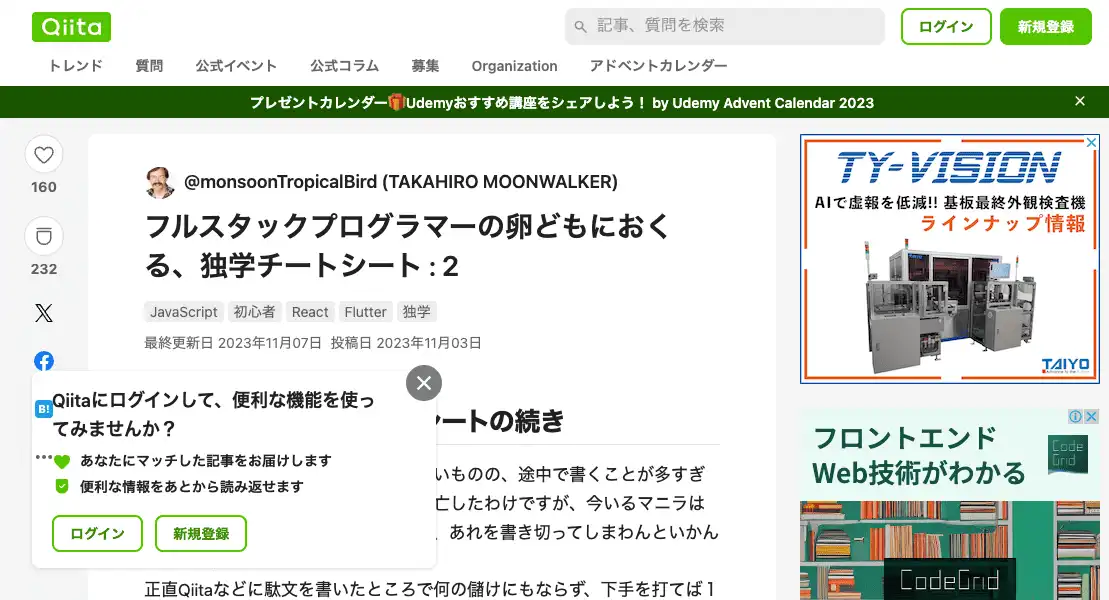 Qiita
記事、質問を検索
ログイン
新規登録
トレンド 質問 公式イベント 公式コラム 募集 Organization アドベントカレンダー
プレゼントカレンダー🎁Udemyおすすめ講座をシェアしよう! by Udemy Advent Calendar 2023
160
232
@monsoonTropicalBird (TAKAHIRO MOONWALKER)
フルスタックプログラマーの卵どもにおく
る、独学チートシート : 2
JavaScript 初心者 React Flutter 独学
最終更新日 2023年11月07日 投稿日 2023年11月03日
ートの続き
いものの、途中で書くことが多すぎ
亡したわけですが、今いるマニラは
、あれを書き切ってしまわんといかん
正直Qiitaなどに駄文を書いたところで何の儲けにもならず、下手を打てば1
B!
Qiitaにログインして、便利な機能を使っ
てみませんか?
あなたにマッチした記事をお届けします
便利な情報をあとから読み返せます
ログイン
新規登録
TY-VISION
AIで虚報を低減!! 基板最終外観検査機
ラインナップ情報
TAIYO
フロントエンド
Web技術がわかる
Code
Grid
CodeGrid